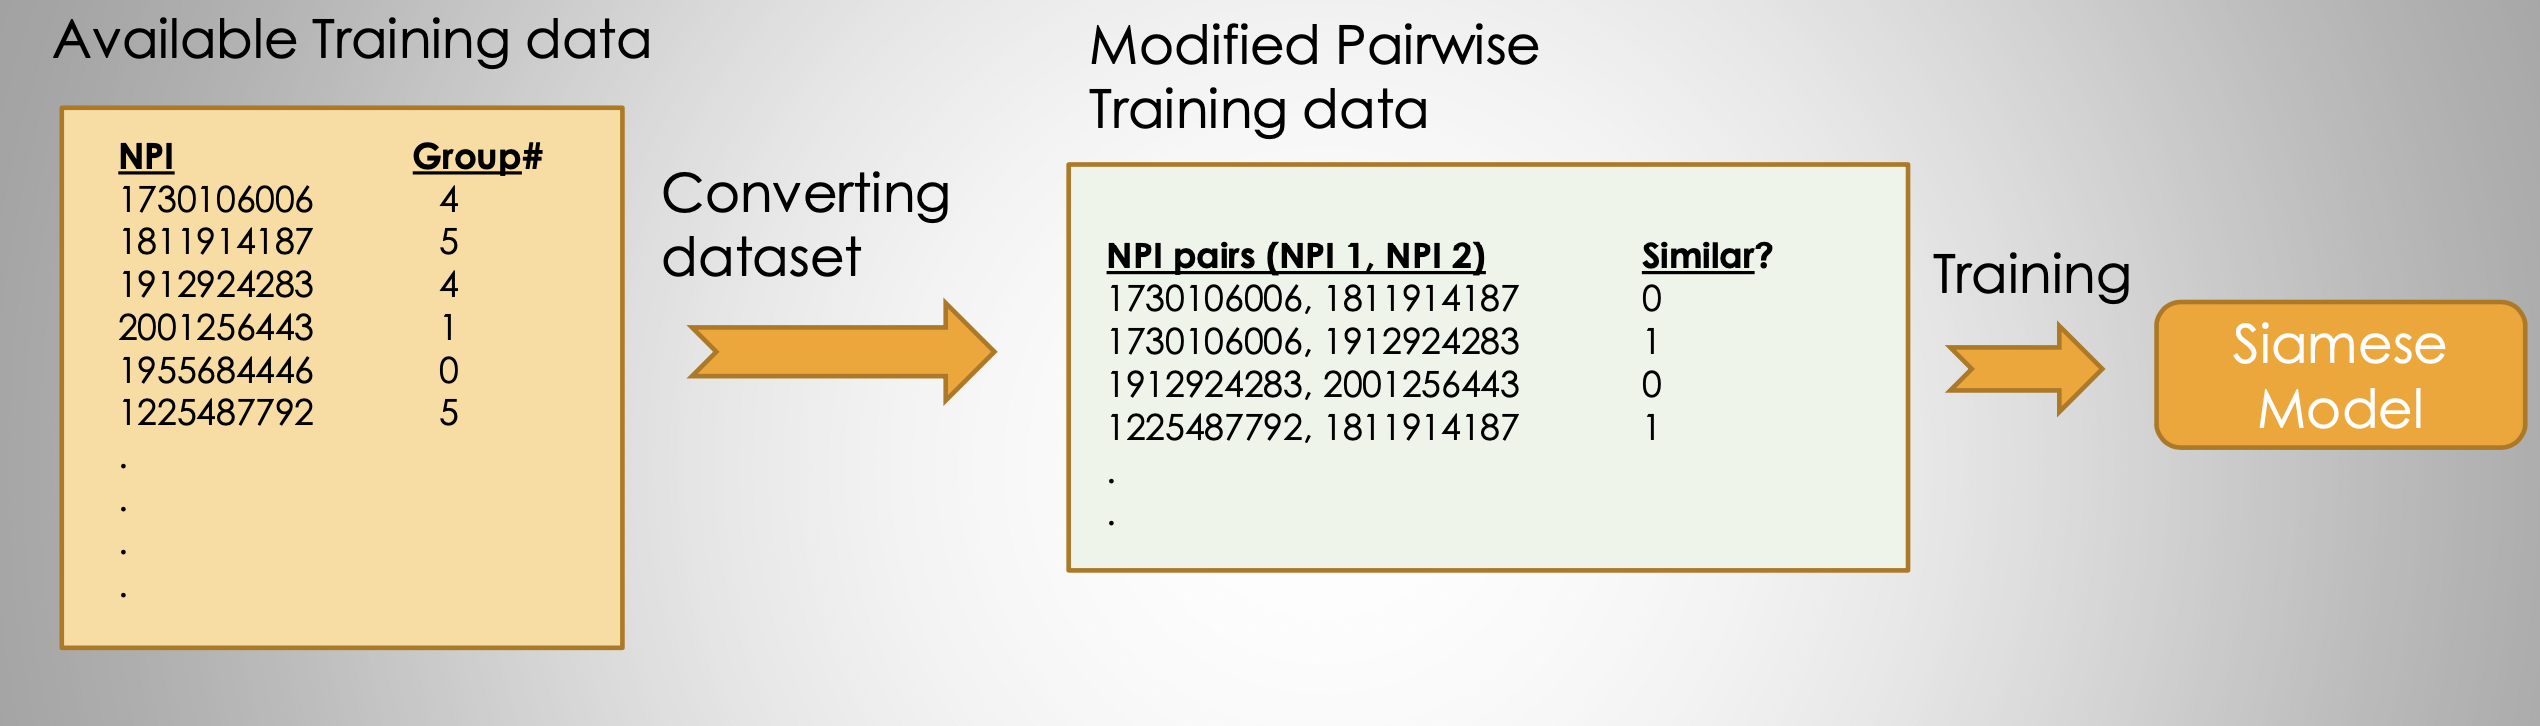 Available Training data
NPI Group#
1730106006 4
1811914187 5
1912924283 4
2001256443 1
1955684446 0
1225487792 5
.
.
.
.
Converting
dataset
Modified Pairwise
Training data
NPI pairs (NPI 1, NPI 2) Similar?
1730106006, 1811914187 0
1730106006, 1912924283 1
1912924283, 2001256443 0
1225487792, 1811914187 1
.
.
Training
Siamese
Model